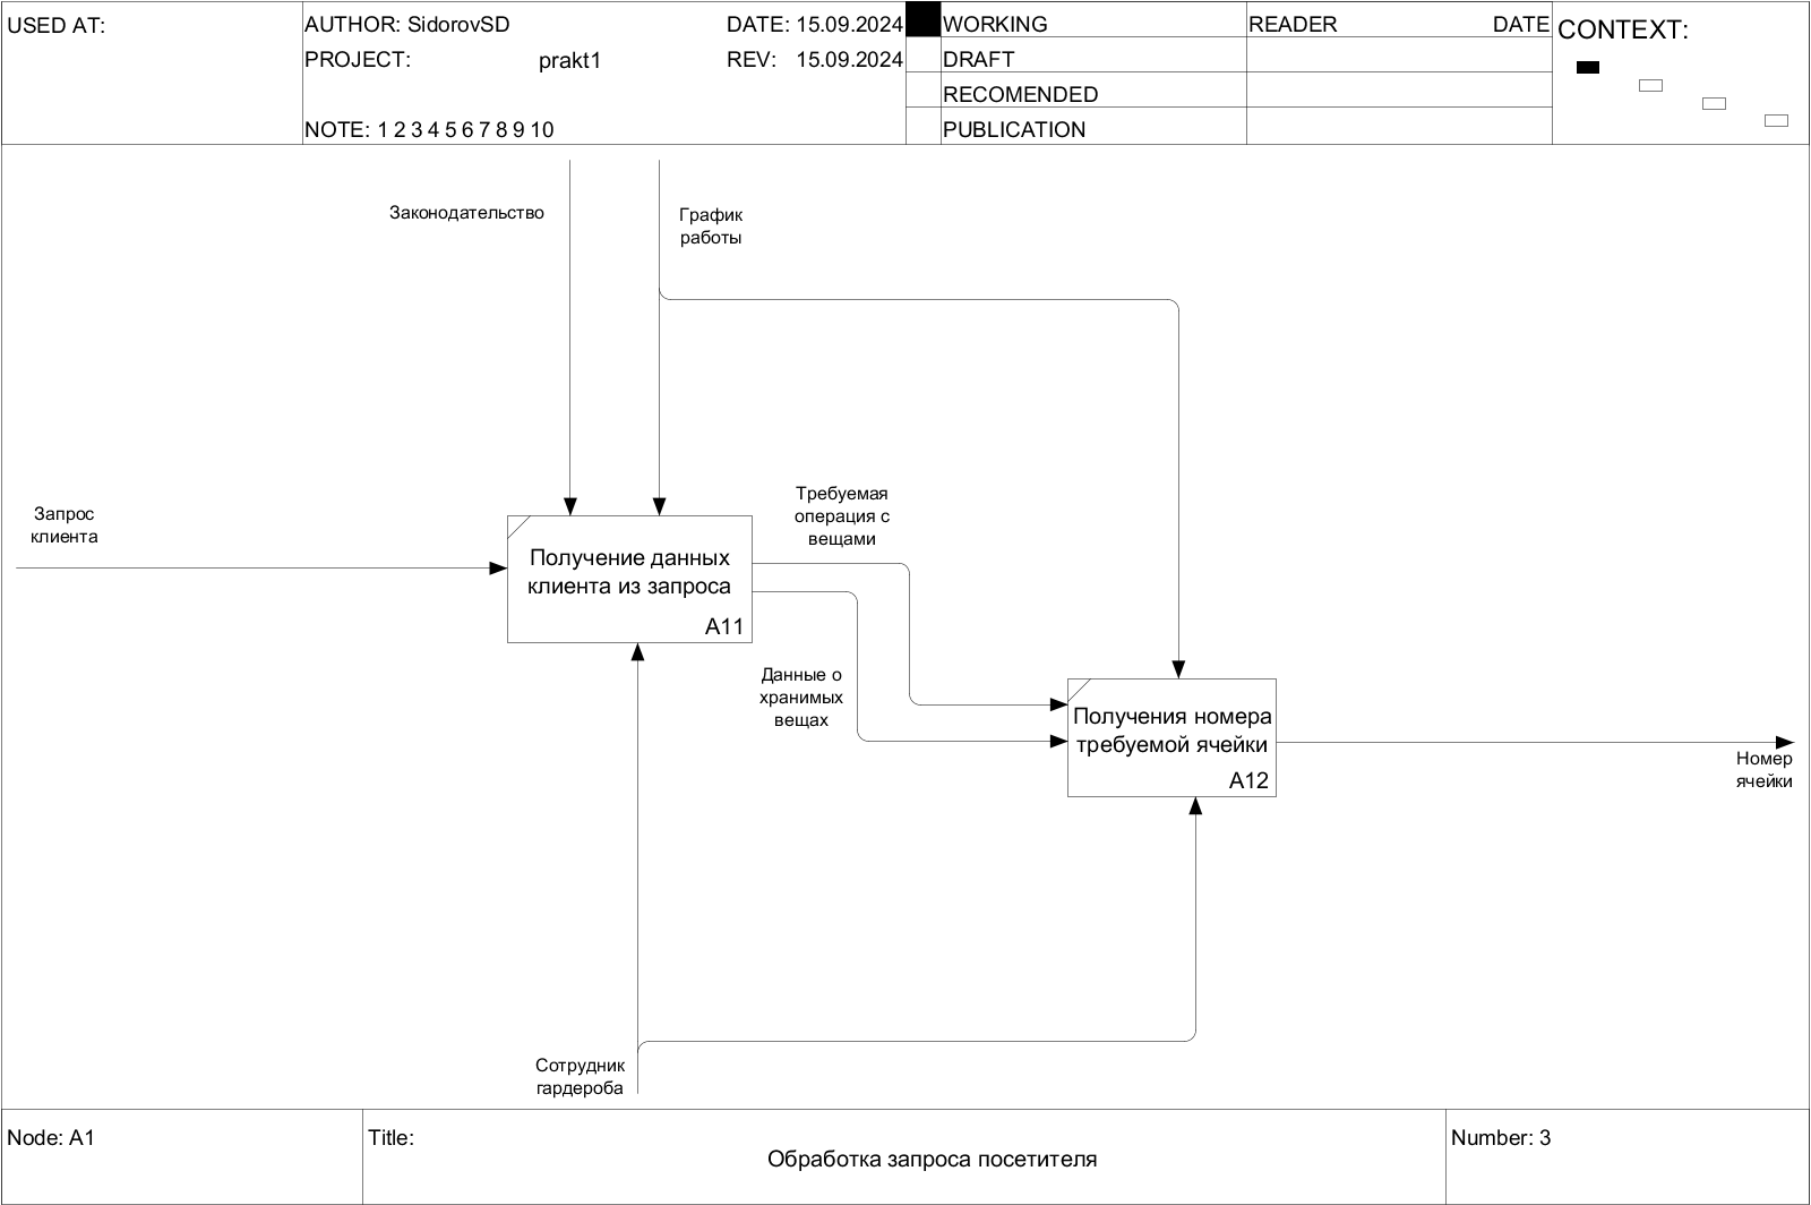 USED AT:
AUTHOR: SidorovSD
DATE: 15.09.2024
PROJECT: prakt1
REV: 15.09.2024
NOTE: 1 2 3 4 5 6 7 8 9 10
WORKING
DRAFT
RECOMENDED
PUBLICATION
READER
DATE
CONTEXT:
Законодательство
График
работы
Запрос
клиента
Получение данных
клиента из запроса
A11
Требуемая
операция с
вещами
Данные о
хранимых
вещах
Получения номера
требуемой ячейки
A12
Номер
ячейки
Сотрудник
гардероба
Node: A1
Title:
Обработка запроса посетителя
Number: 3